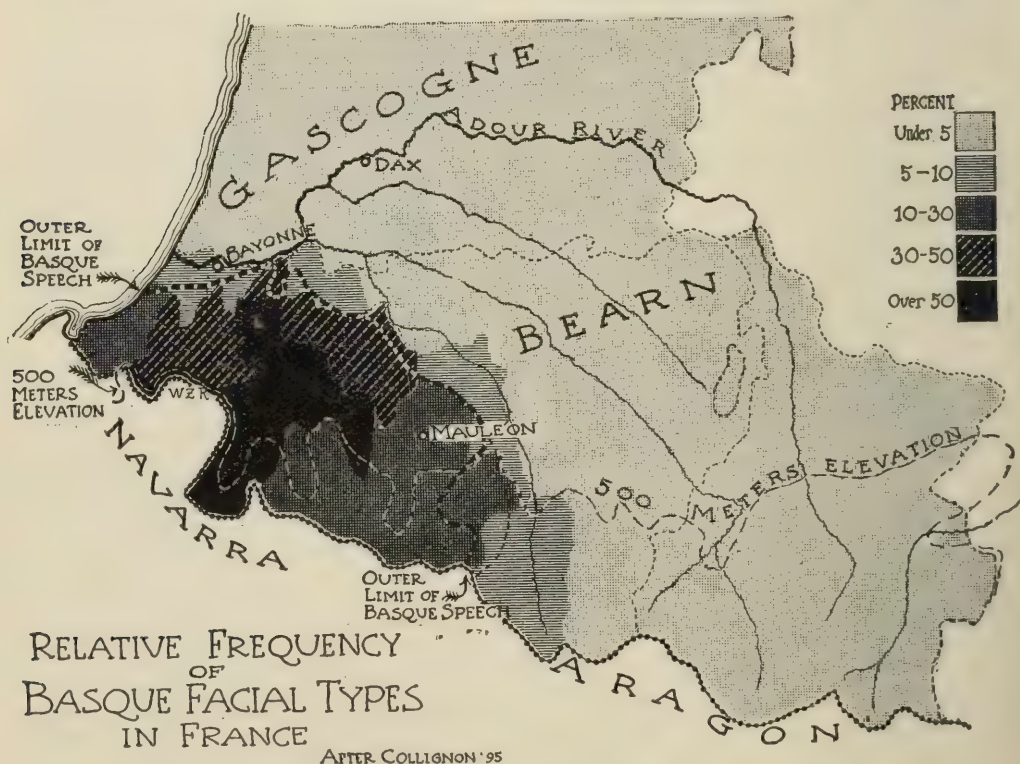 GASCOGNE
ADOUR RIVER
DAX
PERCENT
Under 5
5-10
10-30
30-50
Over 50
OUTER
LIMIT OF
BASQUE
SPEECH
BAYONNE
BEARN
500
METERS
ELEVATION
WZR
MAULEON
NAVARRA
500 METERS ELEVATION
OUTER
LIMIT OF
BASQUE SPEECH
ARAGON
RELATIVE FREQUENCY
OF
BASQUE FACIAL TYPES
IN FRANCE
AFTER COLLIGNON '95